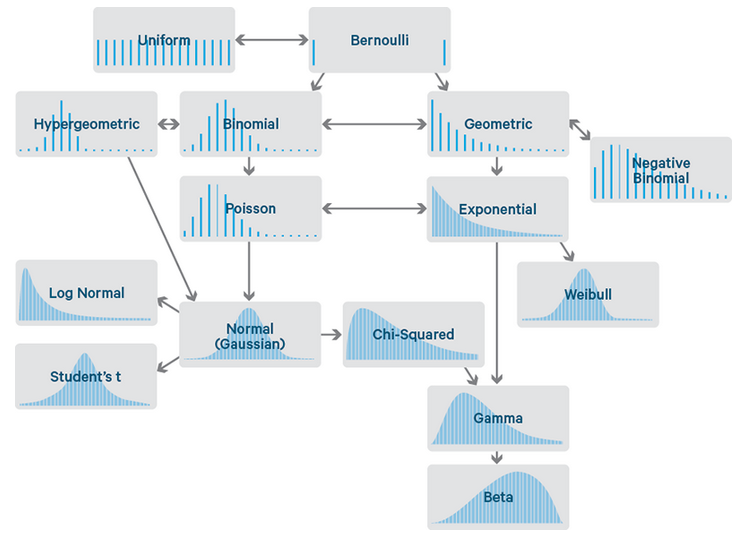 Uniform
Bernoulli
Hypergeometric
Binomial
Geometric
Negative
Binomial
Poisson
Exponential
Log Normal
Weibull
Normal
(Gaussian)
Chi-Squared
Student's t
Gamma
Beta